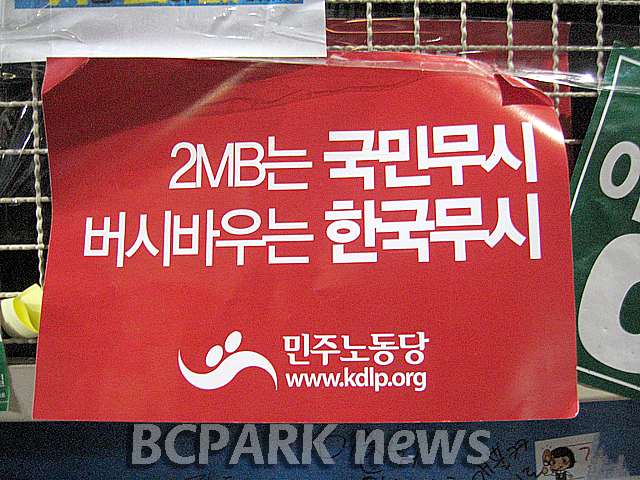 2MB는 국민무시
버시바우는 한국무시
민주노동당
www.kdlp.org
BCPARK news